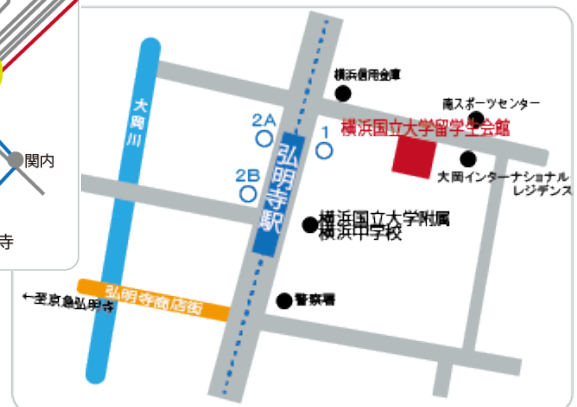 関内
寺
大岡川
2A
2B
1
弘明寺駅
横浜信用金庫
南スポーツセンター
横浜国立大学留学生会館
大岡インターナショナル
レジデンス
横浜国立大学附属
横浜中学校
警察署
弘明寺商店街
←至京急弘明寺